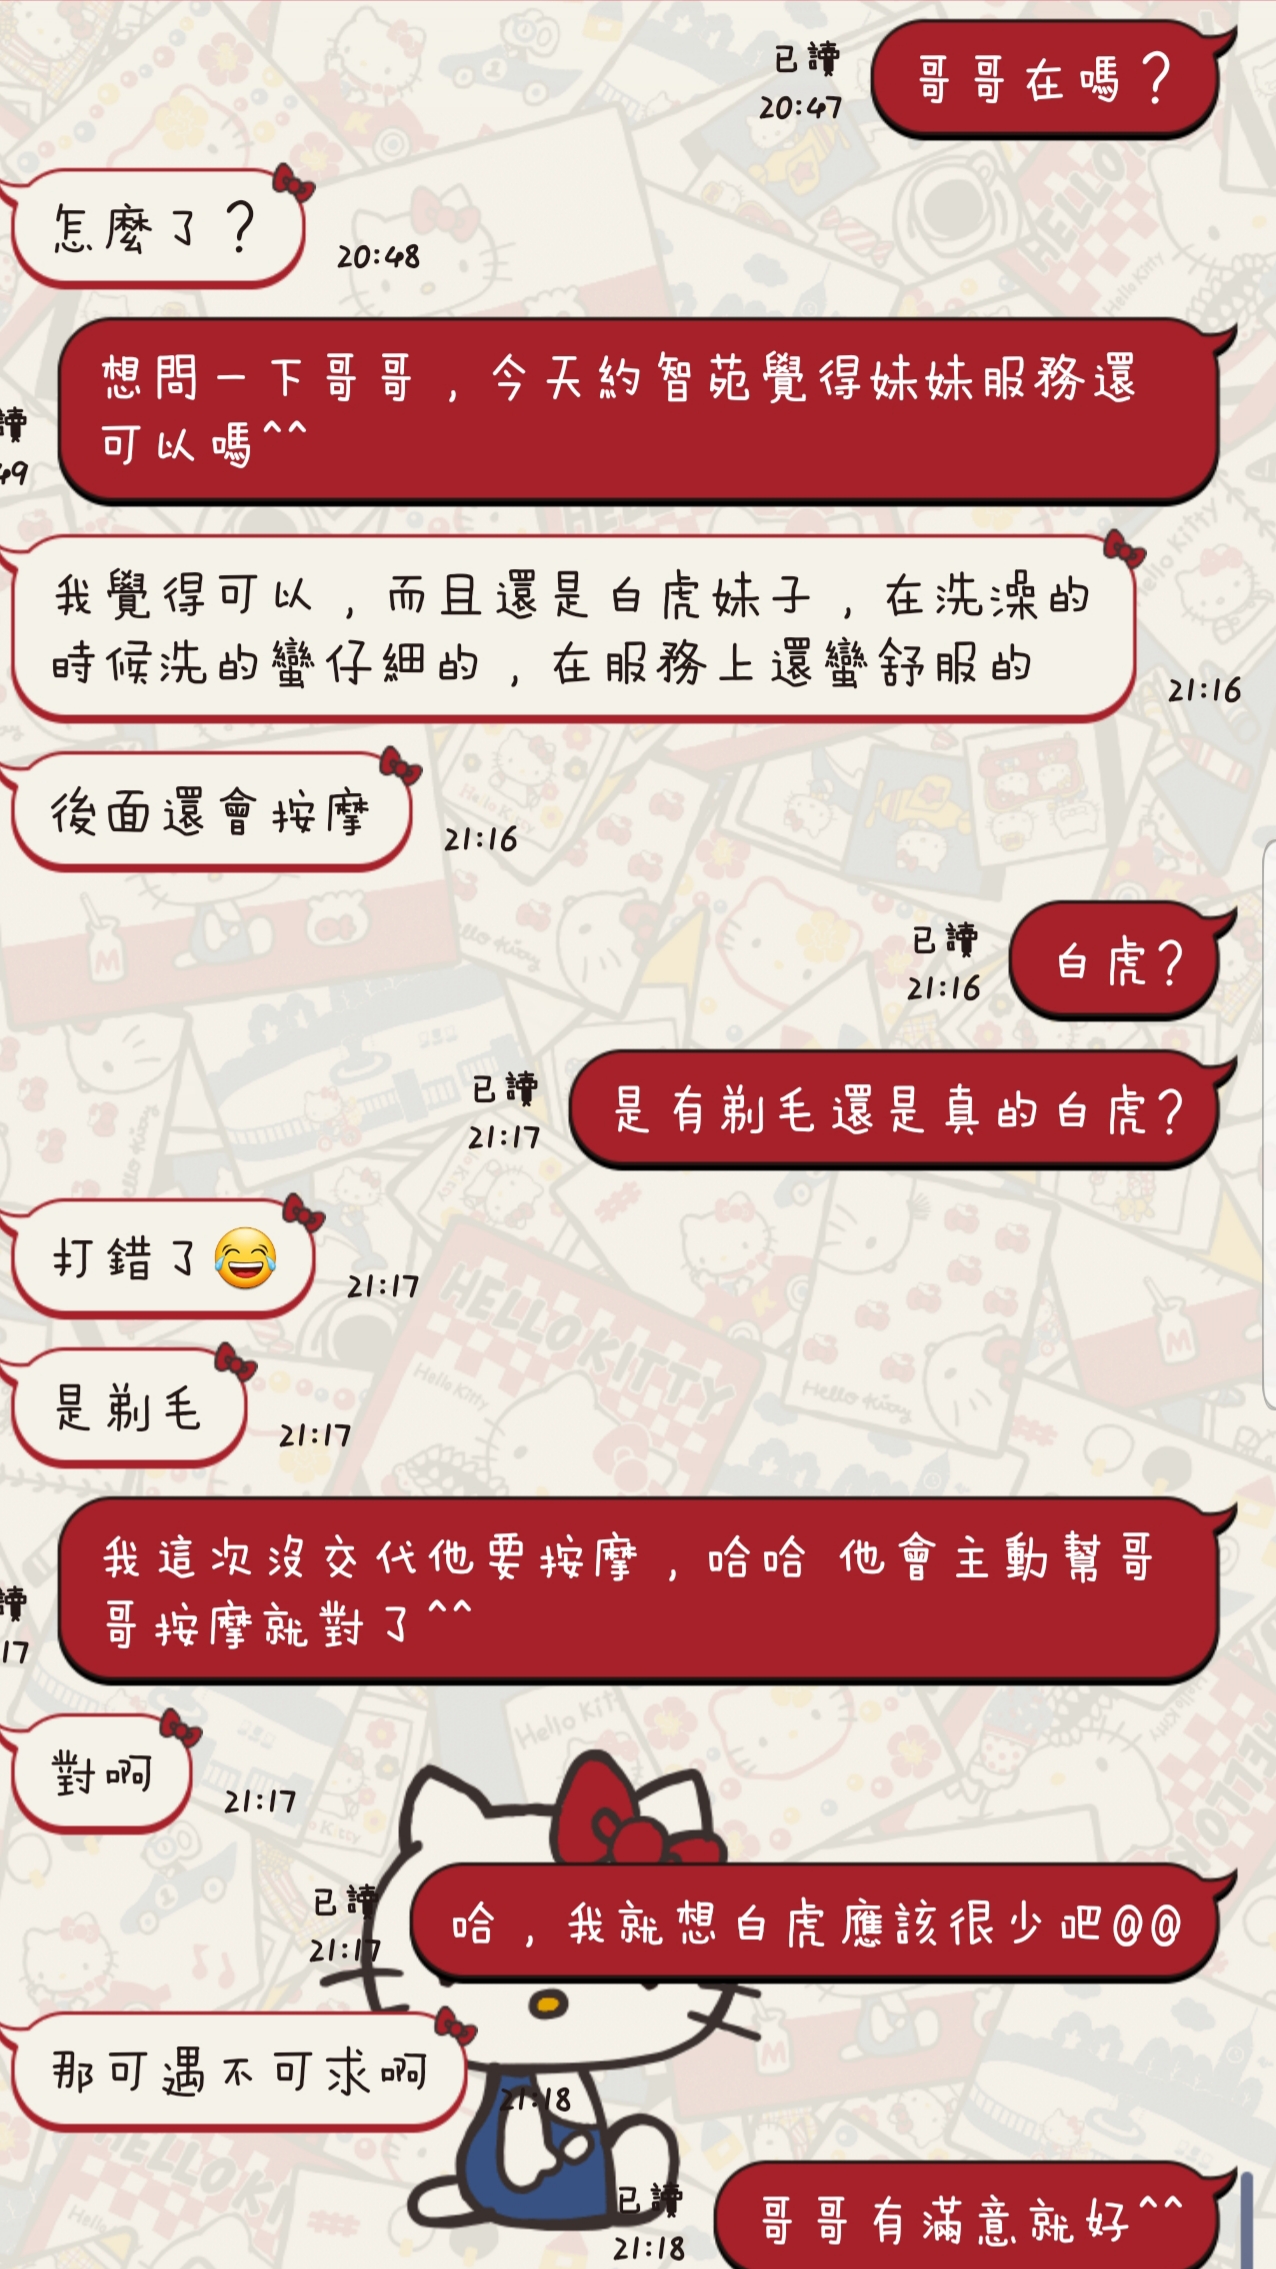 已讀
20:47
哥哥在嗎？
怎麼了？
20:48
想問一下哥哥，今天約智苑覺得妹妹服務還
可以嗎^^
讀
49
我覺得可以，而且還是白虎妹子，在洗澡的
時候洗的蠻仔細的，在服務上還蠻舒服的
21:16
後面還會按摩
21:16
已讀
21:16
白虎?
已讀
21:17
是有剃毛還是真的白虎?
打錯了😂
21:17
是剃毛
21:17
我這次沒交代他要按摩，哈哈 他會主動幫哥
哥按摩就對了^^
讀
17
對啊
21:17
已讀
21:17
哈，我就想白虎應該很少吧@@
那可遇不可求啊
21:18
已讀
21:18
哥哥有滿意就好^^
HELLO KITTY
Hello Kitty
Hello Kitty